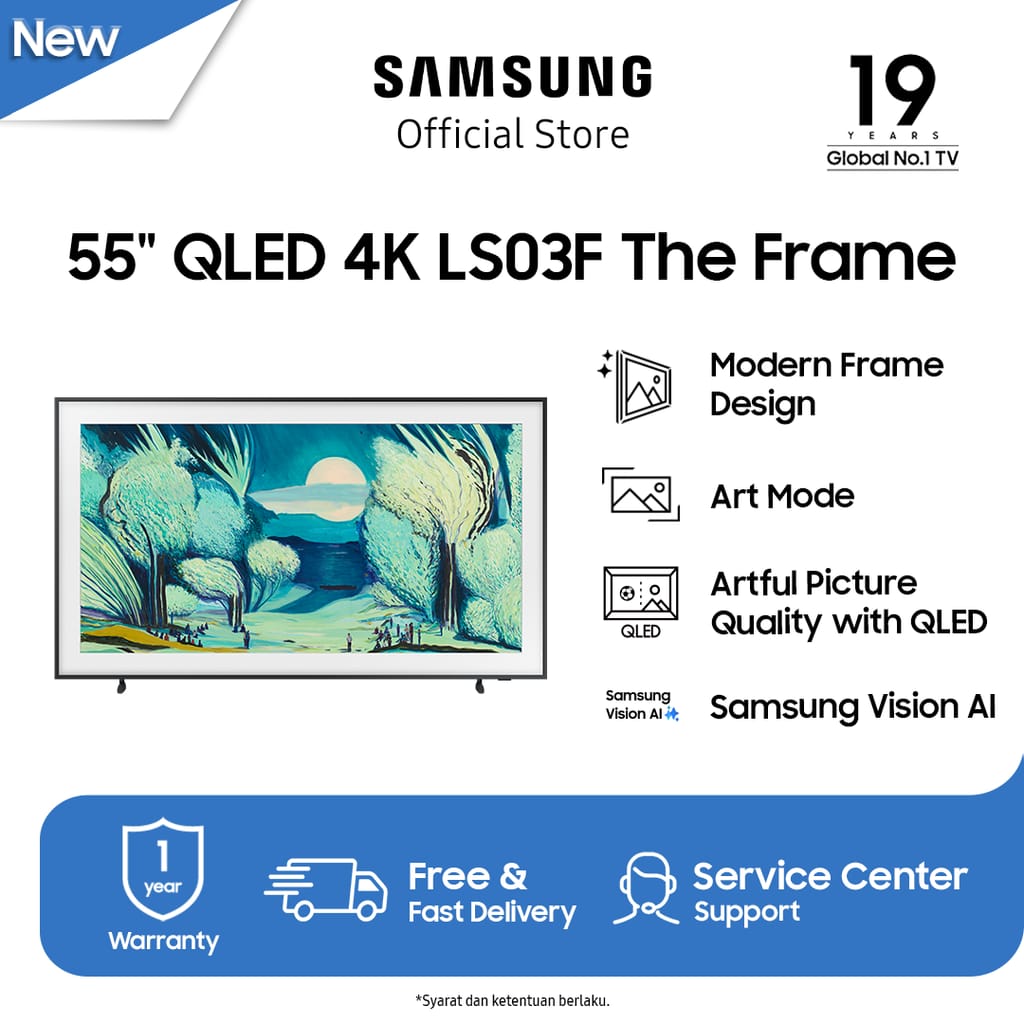 New
SAMSUNG
Official Store
19
YEARS
Global No.1 TV
55" QLED 4K LS03F The Frame
Modern Frame
Design
Art Mode
QLED
Artful Picture
Quality with QLED
Samsung
Vision AI
Samsung Vision AI
1
year
Warranty
Free &
Fast Delivery
Service Center
Support
*Syarat dan ketentuan berlaku.